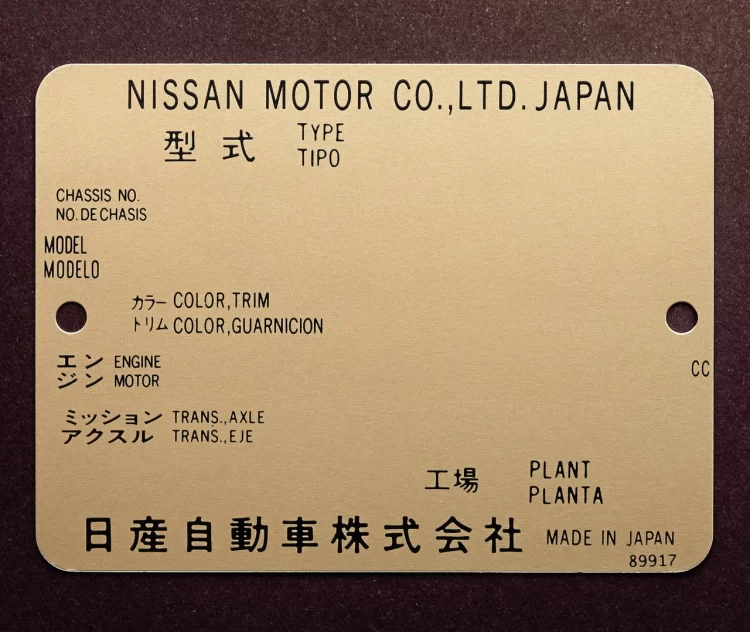 NISSAN MOTOR CO.,LTD. JAPAN
型式 TYPE
TIPO
CHASSIS NO.
NO. DE CHASIS
MODEL
MODELO
カラー COLOR,TRIM
トリム COLOR,GUARNICION
エン ENGINE
ジン MOTOR
CC
ミッション TRANS.,AXLE
アクスル TRANS.,EJE
工場 PLANT
PLANTA
日産自動車株式会社 MADE IN JAPAN
89917